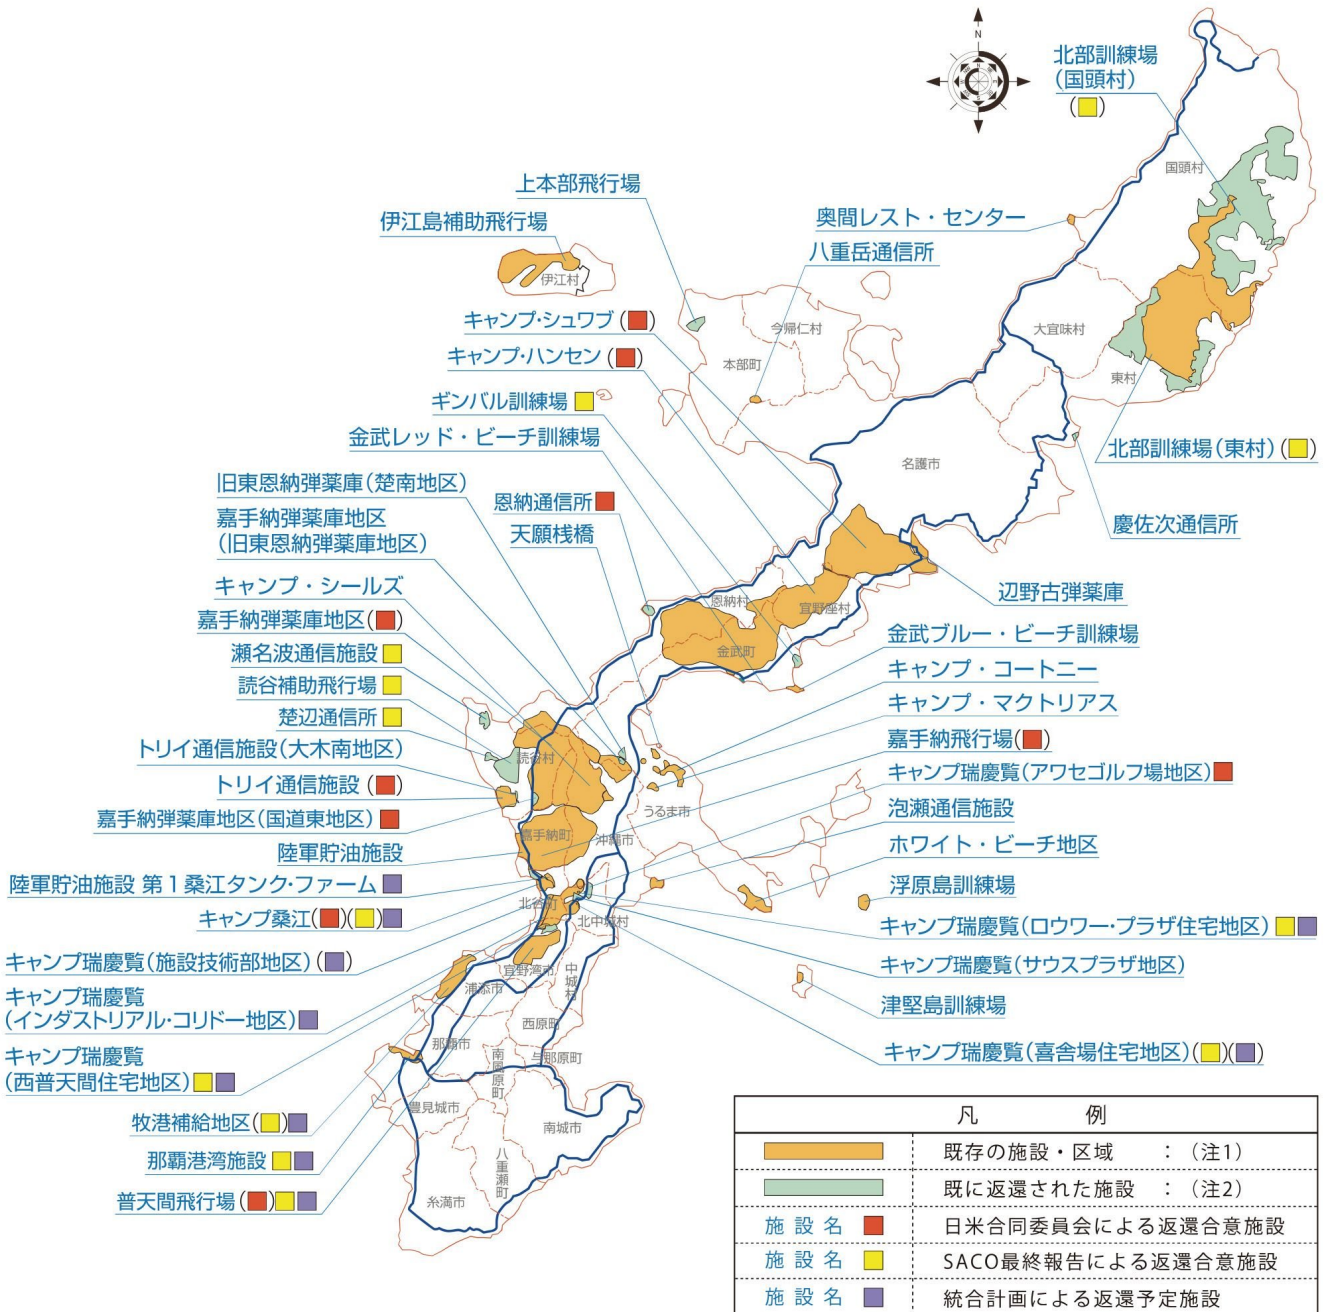 N
北部訓練場
(国頭村)
( )
国頭村
上本部飛行場
伊江島補助飛行場
奥間レスト・センター
八重岳通信所
伊江村
キャンプ・シュワブ( )
キャンプ・ハンセン( )
今帰仁村
大宜味村
本部町
東村
ギンバル訓練場
金武レッド・ビーチ訓練場
北部訓練場(東村)( )
名護市
旧東恩納弾薬庫(楚南地区)
恩納通信所
嘉手納弾薬庫地区
(旧東恩納弾薬庫地区)
天願桟橋
慶佐次通信所
キャンプ・シールズ
辺野古弾薬庫
恩納村
宜野座村
嘉手納弾薬庫地区( )
金武ブルー・ビーチ訓練場
瀬名波通信施設
金武町
キャンプ・コートニー
読谷補助飛行場
キャンプ・マクトリアス
楚辺通信所
嘉手納飛行場( )
トリイ通信施設(大木南地区)
読谷村
キャンプ瑞慶覧(アワセゴルフ場地区)
トリイ通信施設( )
泡瀬通信施設
うるま市
嘉手納弾薬庫地区(国道東地区)
嘉手納町
沖縄市
ホワイト・ビーチ地区
陸軍貯油施設
陸軍貯油施設 第1桑江タンク・ファーム
浮原島訓練場
北谷町
キャンプ桑江( )( )
北中城村
キャンプ瑞慶覧(ロウワー・プラザ住宅地区)
キャンプ瑞慶覧(施設技術部地区)( )
宜野湾市
中城村
キャンプ瑞慶覧(サウスプラザ地区)
浦添市
キャンプ瑞慶覧
(インダストリアル・コリドー地区)
津堅島訓練場
西原町
那覇市
キャンプ瑞慶覧
(西普天間住宅地区)
南風原町
与那原町
キャンプ瑞慶覧(喜舎場住宅地区)( )( )
牧港補給地区( )
豊見城市
南城市
那覇港湾施設
八重瀬町
普天間飛行場( )
糸満市
凡 例
既存の施設・区域 :(注1)
既に返還された施設 :(注2)
施設名 日米合同委員会による返還合意施設
施設名 SACO最終報告による返還合意施設
施設名 統合計画による返還予定施設